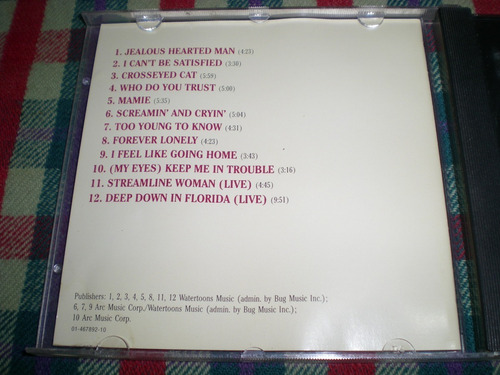 1. JEALOUS HEARTED MAN (4:23)
2. I CAN'T BE SATISFIED (3:30)
3. CROSSEYED CAT (5:59)
4. WHO DO YOU TRUST (5:00)
5. MAMIE (5:35)
6. SCREAMIN' AND CRYIN' (5:04)
7. TOO YOUNG TO KNOW (4:31)
8. FOREVER LONELY (4:23)
9. I FEEL LIKE GOING HOME (3:43)
10. (MY EYES) KEEP ME IN TROUBLE (3:16)
11. STREAMLINE WOMAN (LIVE) (4:45)
12. DEEP DOWN IN FLORIDA (LIVE) (9:51)
Publishers: 1, 2, 3, 4, 5, 8, 11, 12 Watertoons Music (admin. by Bug Music Inc.);
6, 7, 9 Arc Music Corp./Watertoons Music (admin. by Bug Music Inc.);
10 Arc Music Corp.
01-467892-10